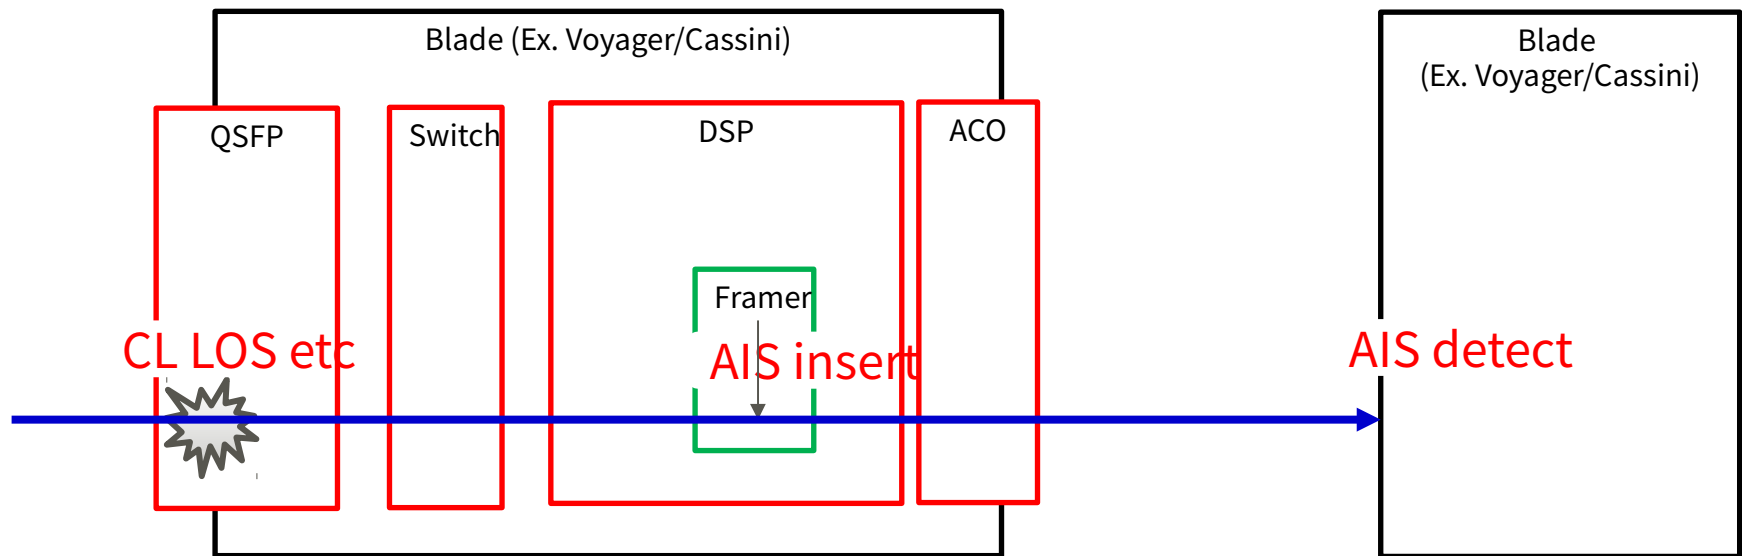 Blade (Ex. Voyager/Cassini)
Blade
(Ex. Voyager/Cassini)
QSFP
Switch
DSP
ACO
Framer
CL LOS etc
AIS insert
AIS detect